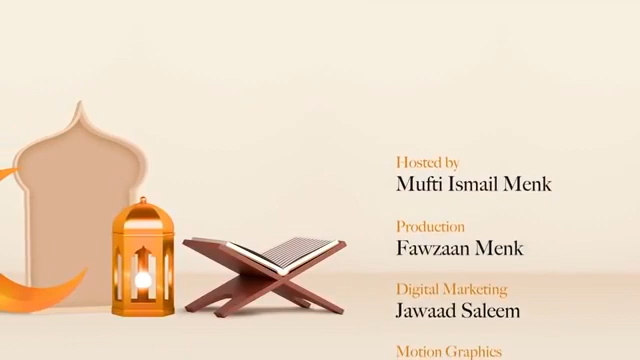 Hosted by
Mufti Ismail Menk
Production
Fawzaan Menk
Digital Marketing
Jawaad Saleem
Motion Graphics